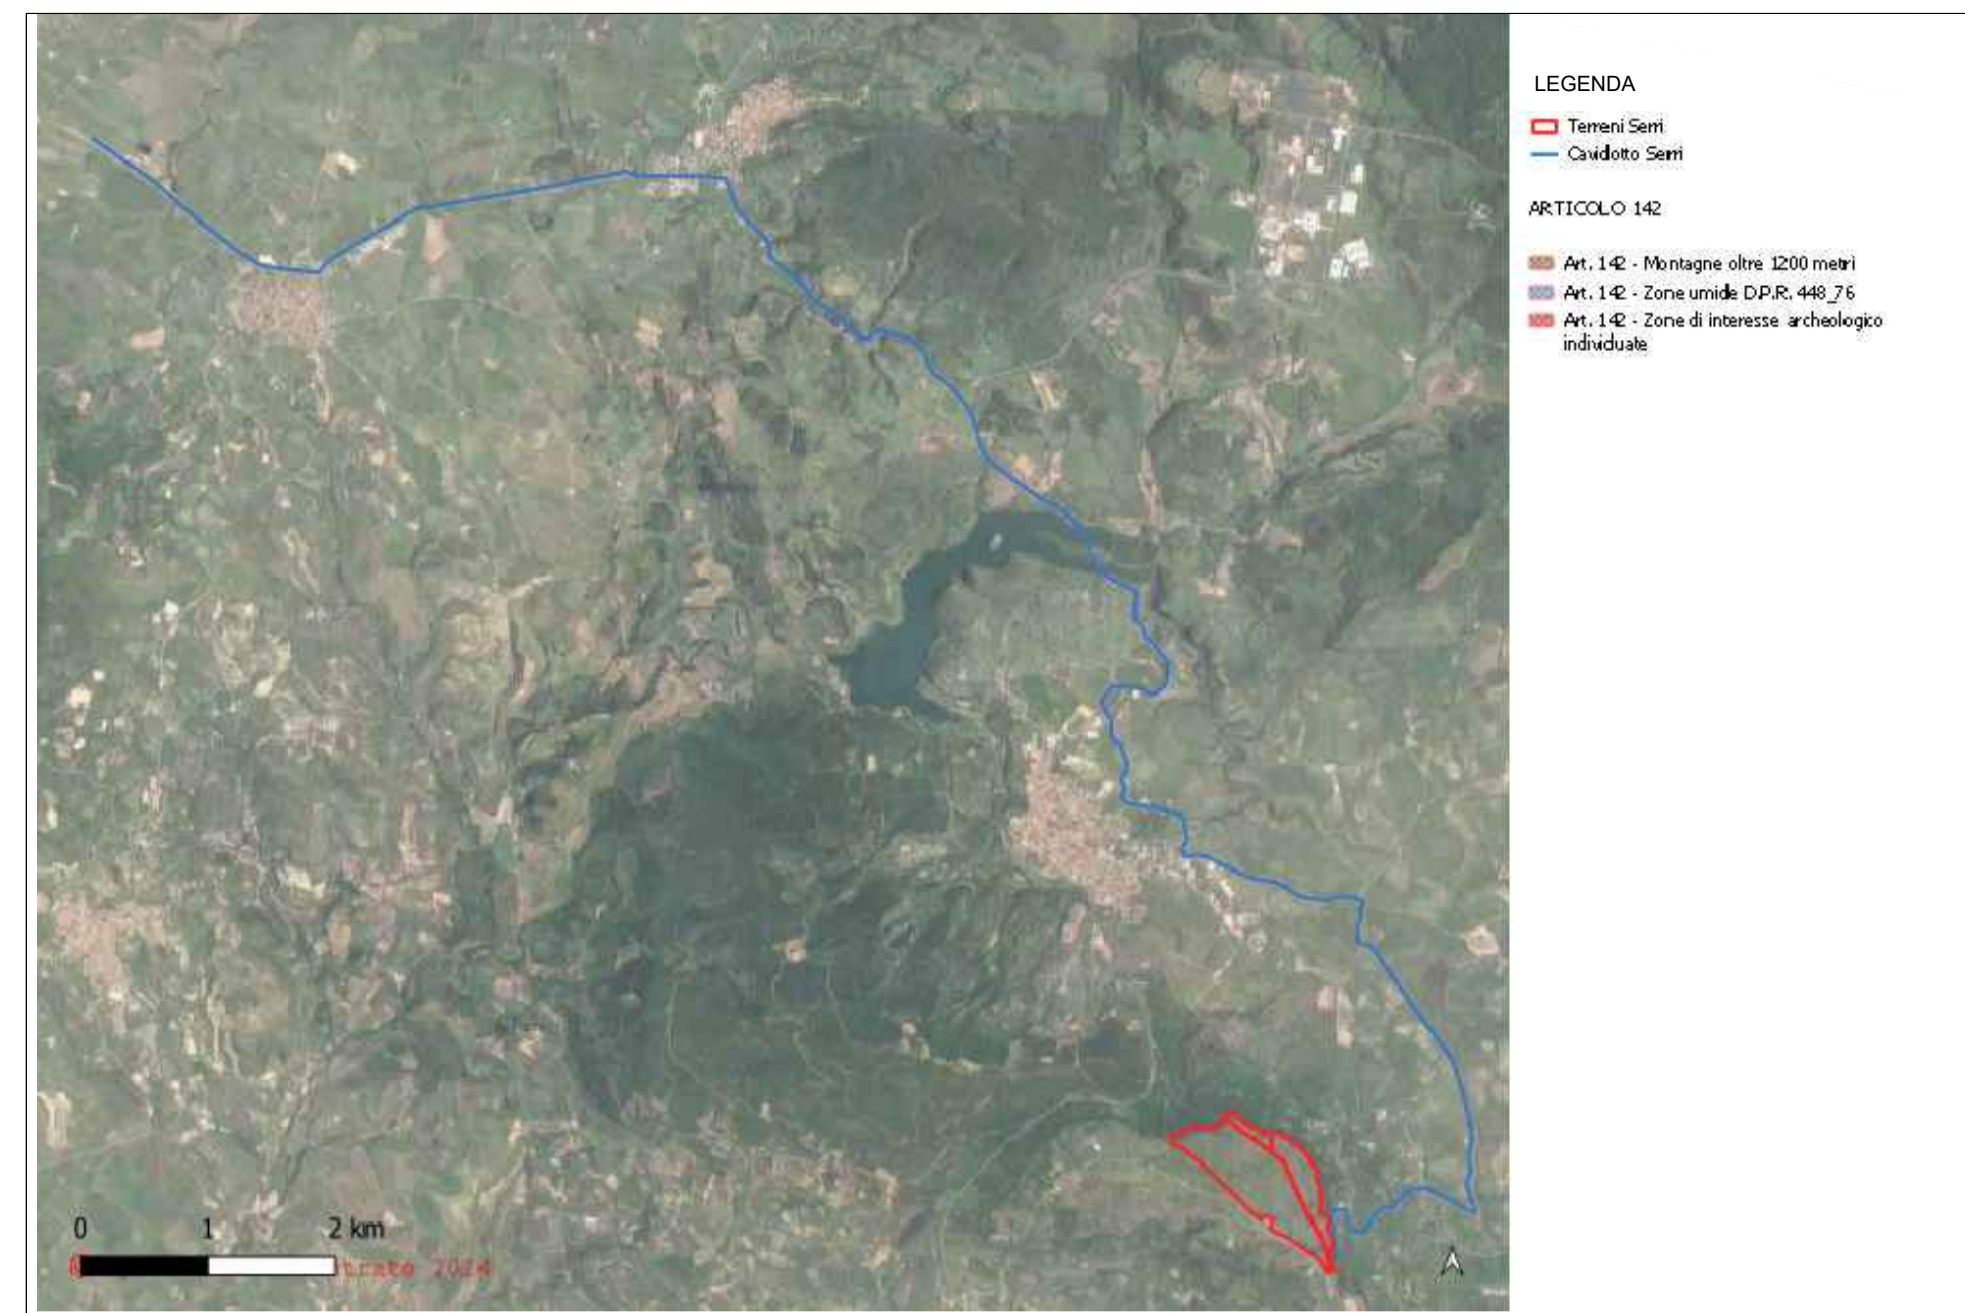 LEGENDA
Terreni Serri
Cavidotto Serri
ARTICOLO 142
Art. 142 - Montagne oltre 1200 metri
Art. 142 - Zone umide D.P.R. 448_76
Art. 142 - Zone di interesse archeologico
individuate
0 1 2 km
2024